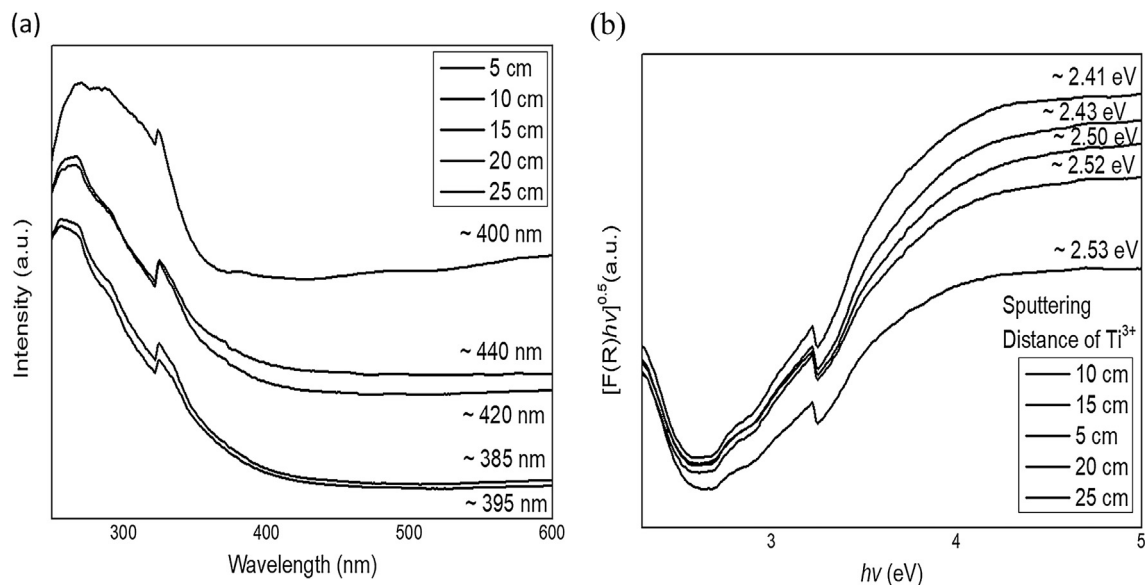 (a)
5 cm
10 cm
15 cm
20 cm
25 cm
~ 400 nm
~ 440 nm
~ 420 nm
~ 385 nm
~ 395 nm
Intensity (a.u.)
300
400
500
600
Wavelength (nm)
(b)
~ 2.41 eV
~ 2.43 eV
~ 2.50 eV
~ 2.52 eV
~ 2.53 eV
Sputtering
Distance of Ti³⁺
10 cm
15 cm
5 cm
20 cm
25 cm
[F(R)hv]⁰·⁵(a.u.)
3
4
5
hv (eV)